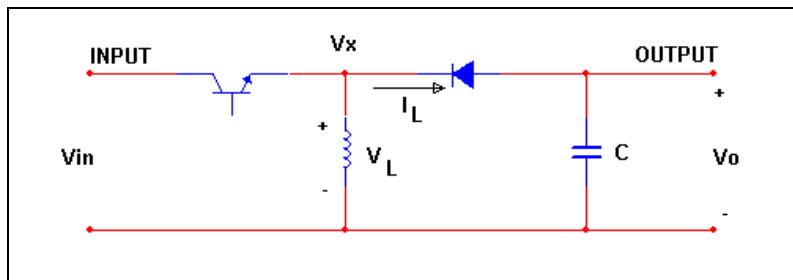 INPUT
Vx
OUTPUT
I L
+
+
Vin
V L
C
Vo
-
-